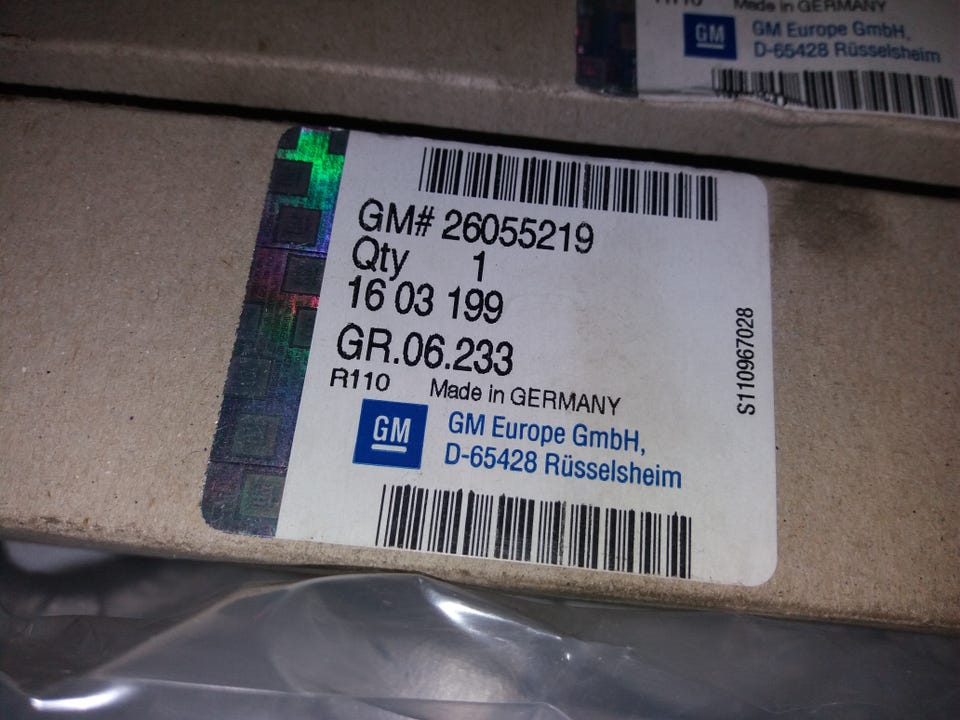 R110 Made in GERMANY
GM
GM Europe GmbH,
D-65428 Rüsselsheim
GM# 26055219
Qty 1
16 03 199
GR.06.233
R110 Made in GERMANY
GM
GM Europe GmbH,
D-65428 Rüsselsheim
S110967028